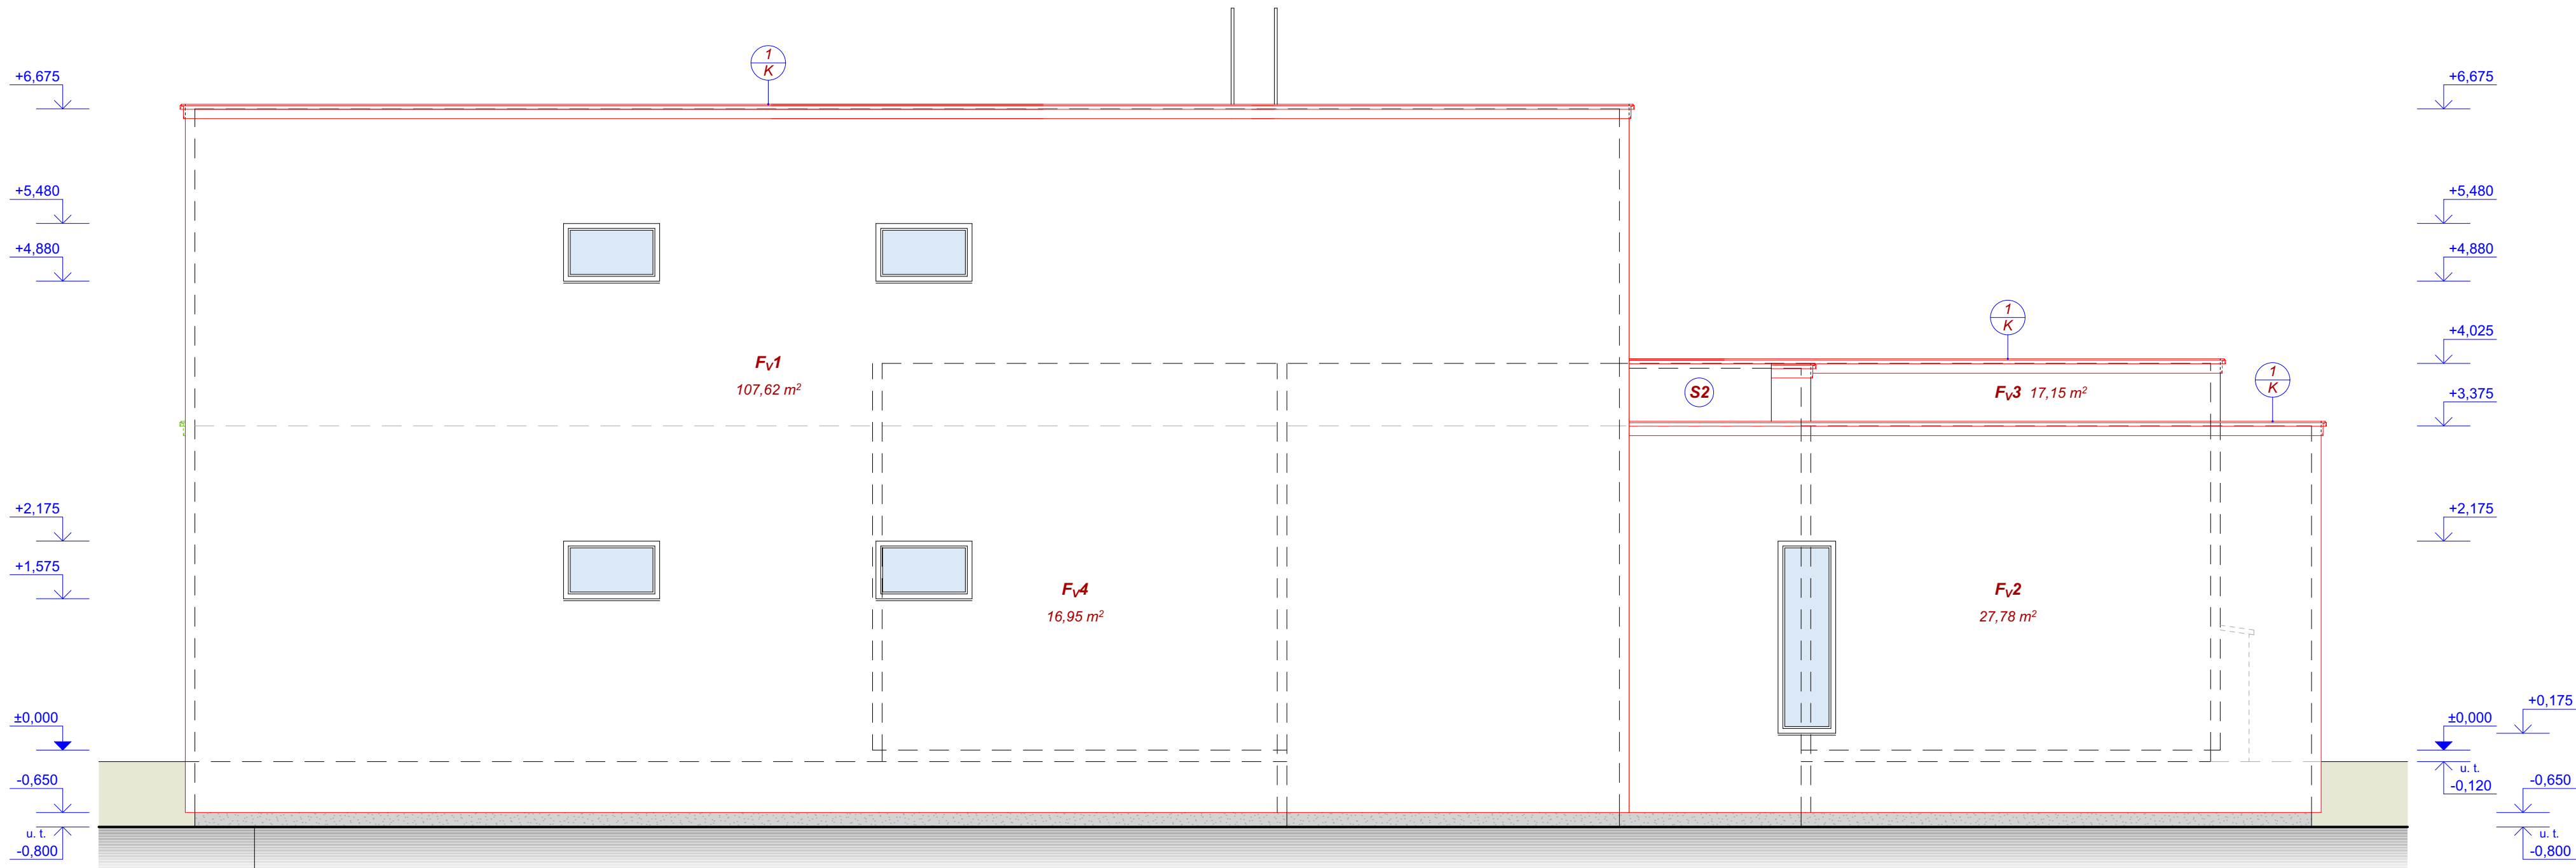 1
K
+6,675
+6,675
+5,480
+5,480
+4,880
+4,880
1
K
+4,025
FV1
107,62 m²
1
K
S2
FV3 17,15 m²
+3,375
+2,175
+2,175
+1,575
FV4
16,95 m²
FV2
27,78 m²
+0,175
±0,000
±0,000
u. t.
-0,120
-0,650
-0,650
u. t.
-0,800
u. t.
-0,800